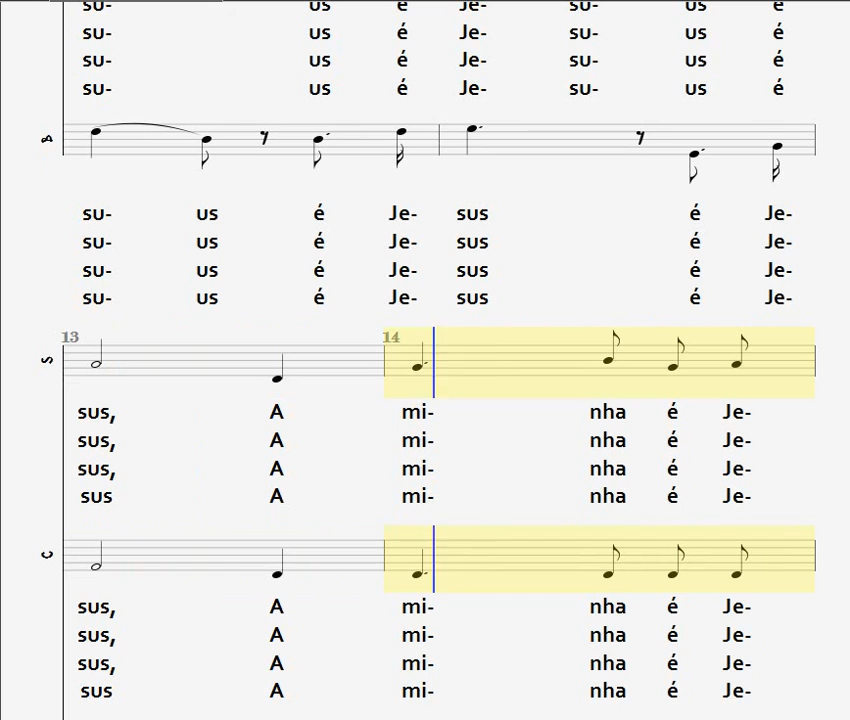 su- us é Je- su- us é
su- us é Je- su- us é
su- us é Je- su- us é
su- us é Je- su- us é
A
su- us é Je- sus é Je-
su- us é Je- sus é Je-
su- us é Je- sus é Je-
su- us é Je- sus é Je-
13 14
S
sus, A mi- nha é Je-
sus, A mi- nha é Je-
sus, A mi- nha é Je-
sus A mi- nha é Je-
C
sus, A mi- nha é Je-
sus, A mi- nha é Je-
sus, A mi- nha é Je-
sus A mi- nha é Je-